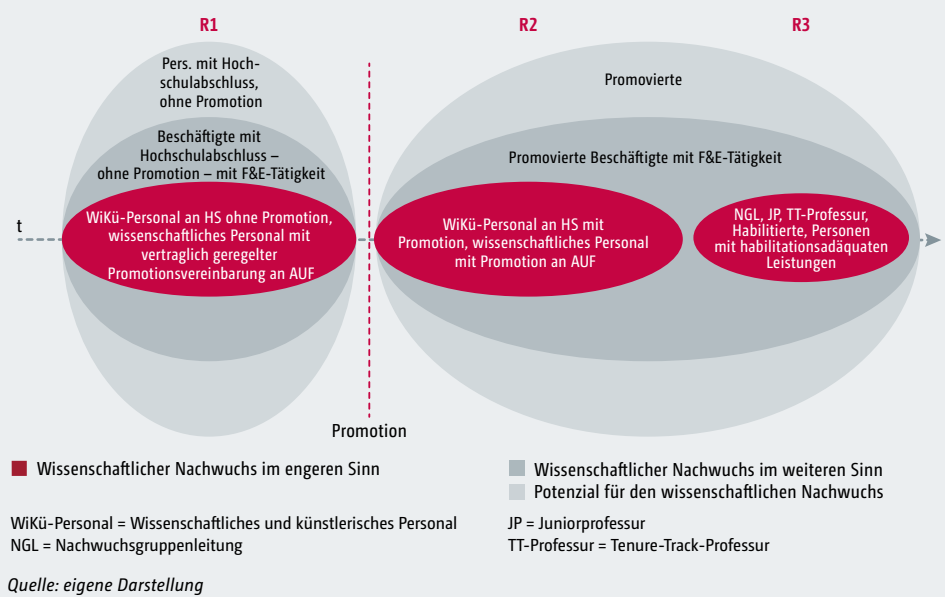 R1
R2
R3
Pers. mit Hoch-
schulabschluss,
ohne Promotion
Promovierte
Beschäftigte mit
Hochschulabschluss –
ohne Promotion – mit F&E-Tätigkeit
Promovierte Beschäftigte mit F&E-Tätigkeit
t
WiKü-Personal an HS ohne Promotion,
wissenschaftliches Personal mit
vertraglich geregelter
Promotionsvereinbarung an AUF
WiKü-Personal an HS mit
Promotion, wissenschaftliches Personal
mit Promotion an AUF
NGL, JP, TT-Professur,
Habilitierte, Personen
mit habilitationsadäquaten
Leistungen
Promotion
Wissenschaftlicher Nachwuchs im engeren Sinn
Wissenschaftlicher Nachwuchs im weiteren Sinn
Potenzial für den wissenschaftlichen Nachwuchs
WiKü-Personal = Wissenschaftliches und künstlerisches Personal
NGL = Nachwuchsgruppenleitung
JP = Juniorprofessur
TT-Professur = Tenure-Track-Professur
Quelle: eigene Darstellung